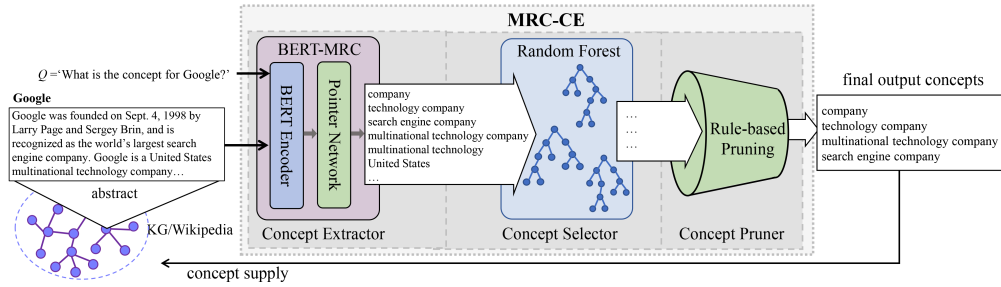 MRC-CE
BERT-MRC
Random Forest
Q =‘What is the concept for Google?’
Google
Google was founded on Sept. 4, 1998 by
Larry Page and Sergey Brin, and is
recognized as the world's largest search
engine company. Google is a United States
multinational technology company…
abstract
KG/Wikipedia
BERT Encoder
Pointer Network
company
technology company
search engine company
multinational technology company
multinational technology
United States
…
Concept Extractor
Concept Selector
…
…
…
Rule-based
Pruning
Concept Pruner
final output concepts
company
technology company
multinational technology company
search engine company
concept supply